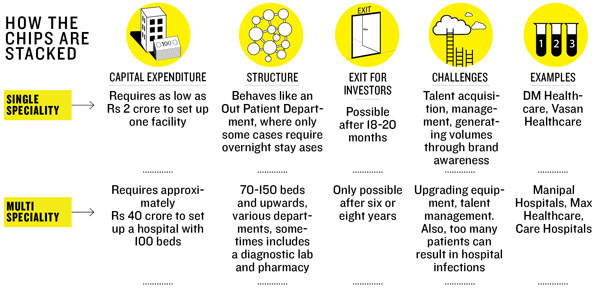 HOW THE
CHIPS ARE
STACKED
100
EXIT
1 2 3
CAPITAL EXPENDITURE
STRUCTURE
EXIT FOR
INVESTORS
CHALLENGES
EXAMPLES
SINGLE
SPECIALITY
Requires as low as
Rs 2 crore to set up
one facility
Behaves like an
Out Patient Depart-
ment, where only
some cases require
overnight stay ases
Possible
after 18-20
months
Talent acquisi-
tion, manage-
ment, generat-
ing volumes
through brand
awareness
DM Health-
care, Vasan
Healthcare
MULTI
SPECIALITY
Requires approxi-
mately
Rs 40 crore to set
up a hospital with
100 beds
70-150 beds
and upwards,
various depart-
ments, some-
times includes
a diagnostic lab
and pharmacy
Only possible
after six or
eight years
Upgrading equip-
ment, talent
management.
Also, too many
patients can
result in hospital
infections
Manipal
Hospitals, Max
Healthcare,
Care Hospitals